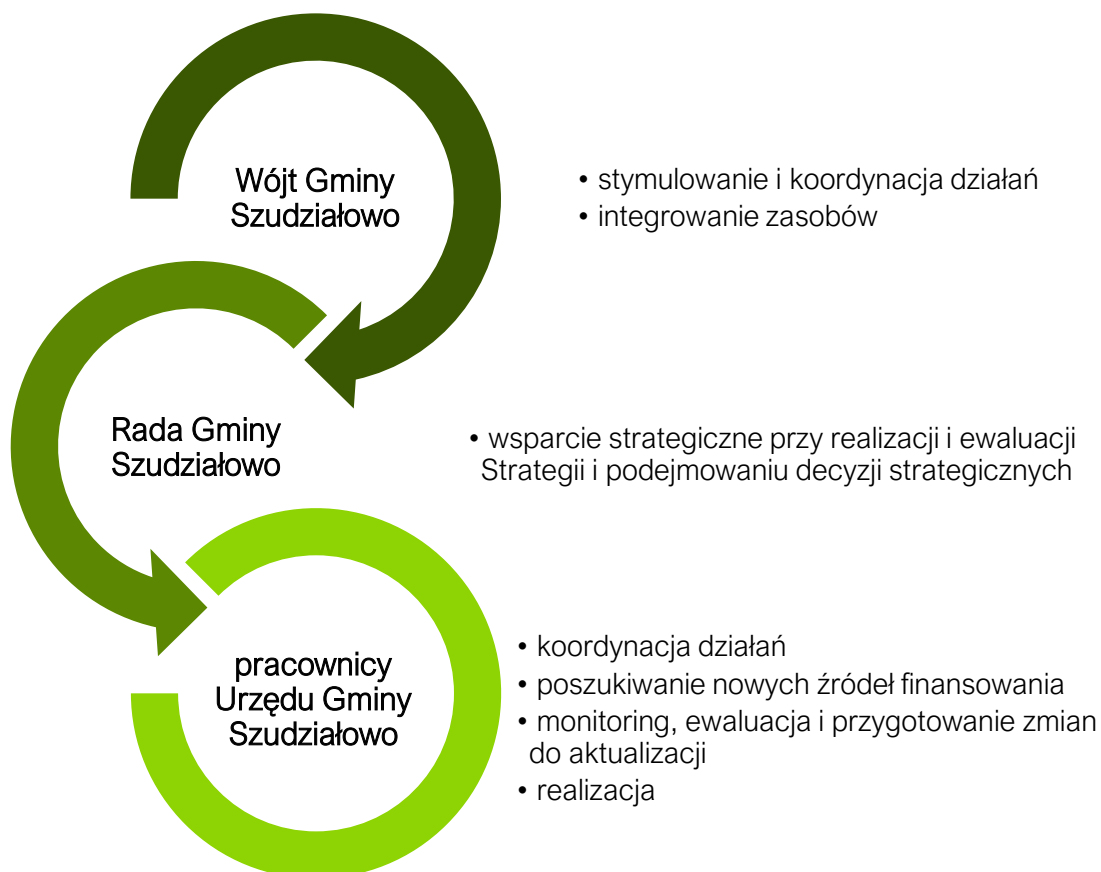 Wójt Gminy
Szudziałowo
• stymulowanie i koordynacja działań
• integrowanie zasobów
Rada Gminy
Szudziałowo
• wsparcie strategiczne przy realizacji i ewaluacji
Strategii i podejmowaniu decyzji strategicznych
pracownicy
Urzędu Gminy
Szudziałowo
• koordynacja działań
• poszukiwanie nowych źródeł finansowania
• monitoring, ewaluacja i przygotowanie zmian
do aktualizacji
• realizacja